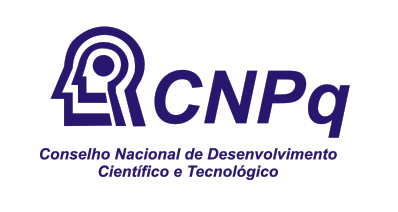 CNPq
Conselho Nacional de Desenvolvimento
Científico e Tecnológico